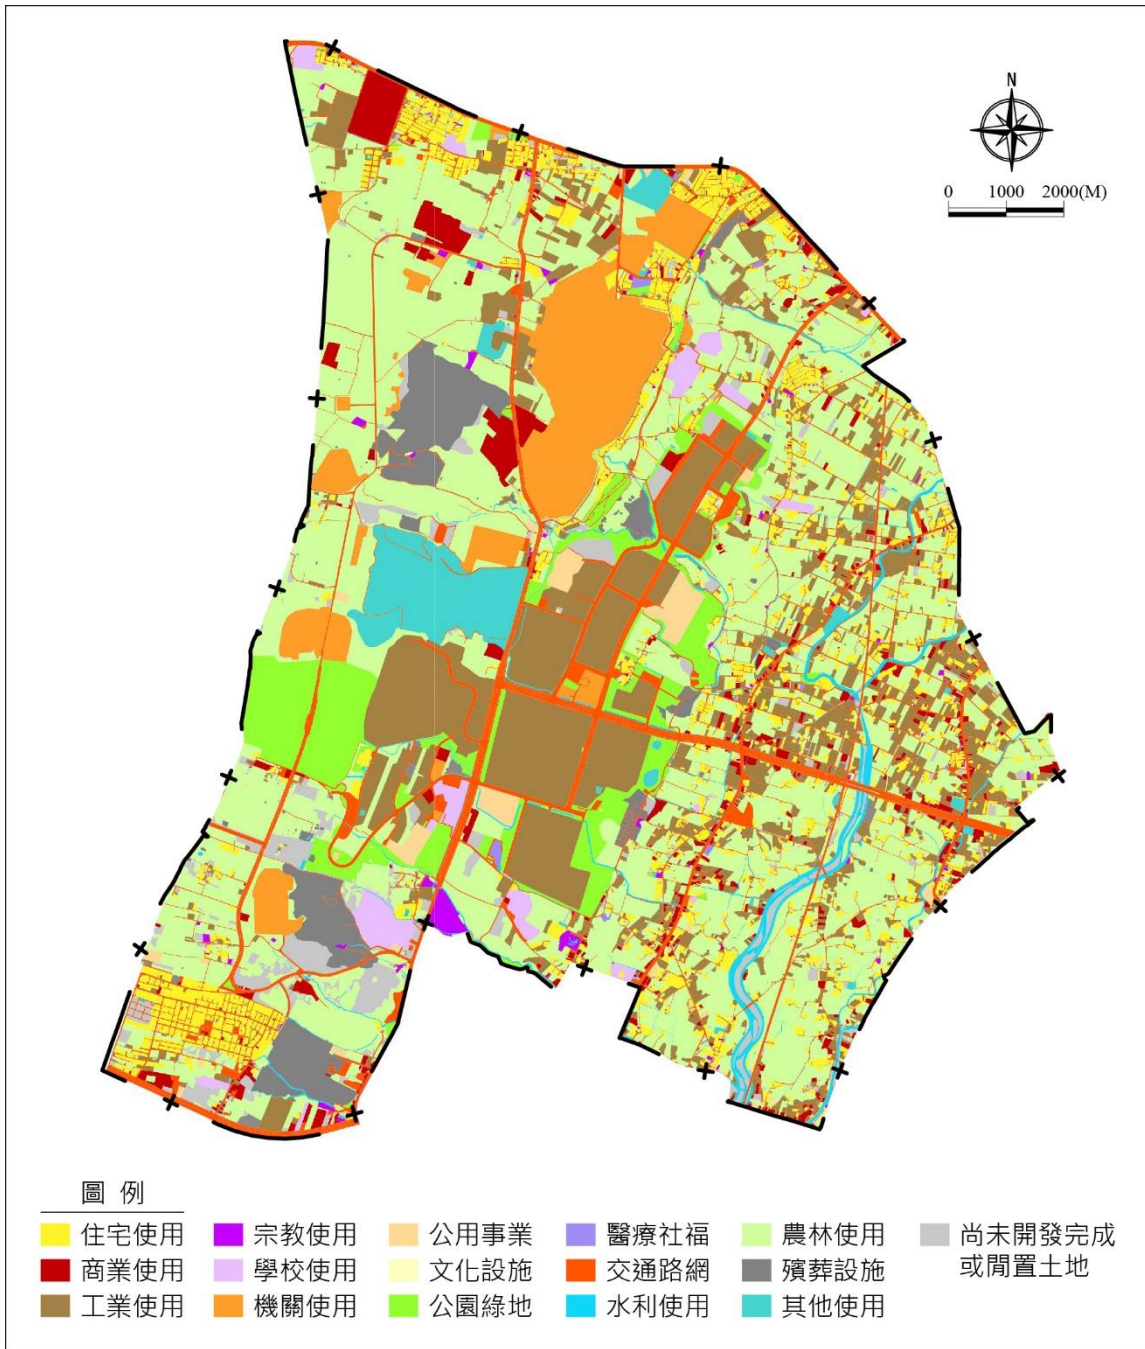 N
0 1000 2000(M)
圖 例
住宅使用 宗教使用 公用事業 醫療社福 農林使用 尚未開發完成
商業使用 學校使用 文化設施 交通路網 殯葬設施 或閒置土地
工業使用 機關使用 公園綠地 水利使用 其他使用